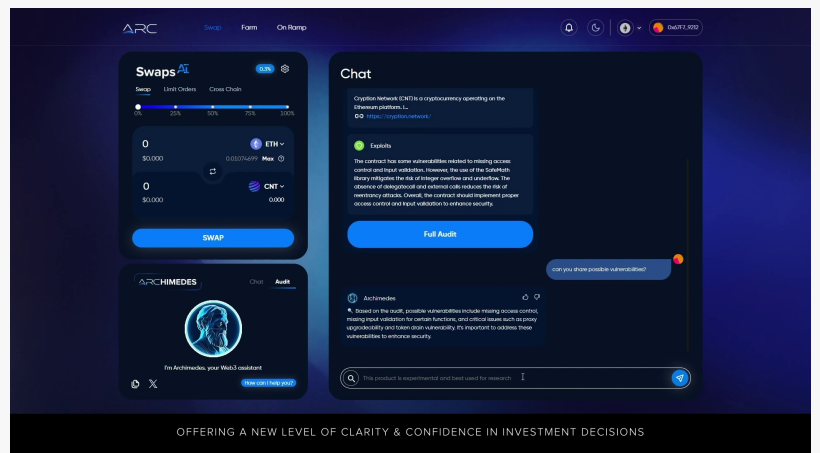 ARC
Swap Farm On Ramp
0x67F7_9212
Swaps AI
0.3%
Swap Limit Orders Cross Chain
0% 25% 50% 75% 100%
0 ETH
$0.000 0.01074699 Max
0 CNT
$0.000 0.000
SWAP
ARCHIMEDES Chat Audit
I'm Archimedes, your Web3 assistant
How can I help you?
Chat
Cryption Network (CNT) is a cryptocurrency operating on the
Ethereum platform. I...
https://cryption.network/
Exploits
The contract has some vulnerabilities related to missing access
control and input validation. However, the use of the SafeMath
library mitigates the risk of integer overflow and underflow. The
absence of delegatecall and external calls reduces the risk of
reentrancy attacks. Overall, the contract should implement proper
access control and input validation to enhance security.
Full Audit
can you share possible vulnerabilities?
Archimedes
Based on the audit, possible vulnerabilities include missing access control,
missing input validation for certain functions, and critical issues such as proxy
upgradeability and token drain vulnerability. It's important to address these
vulnerabilities to enhance security.
This product is experimental and best used for research
OFFERING A NEW LEVEL OF CLARITY & CONFIDENCE IN INVESTMENT DECISIONS